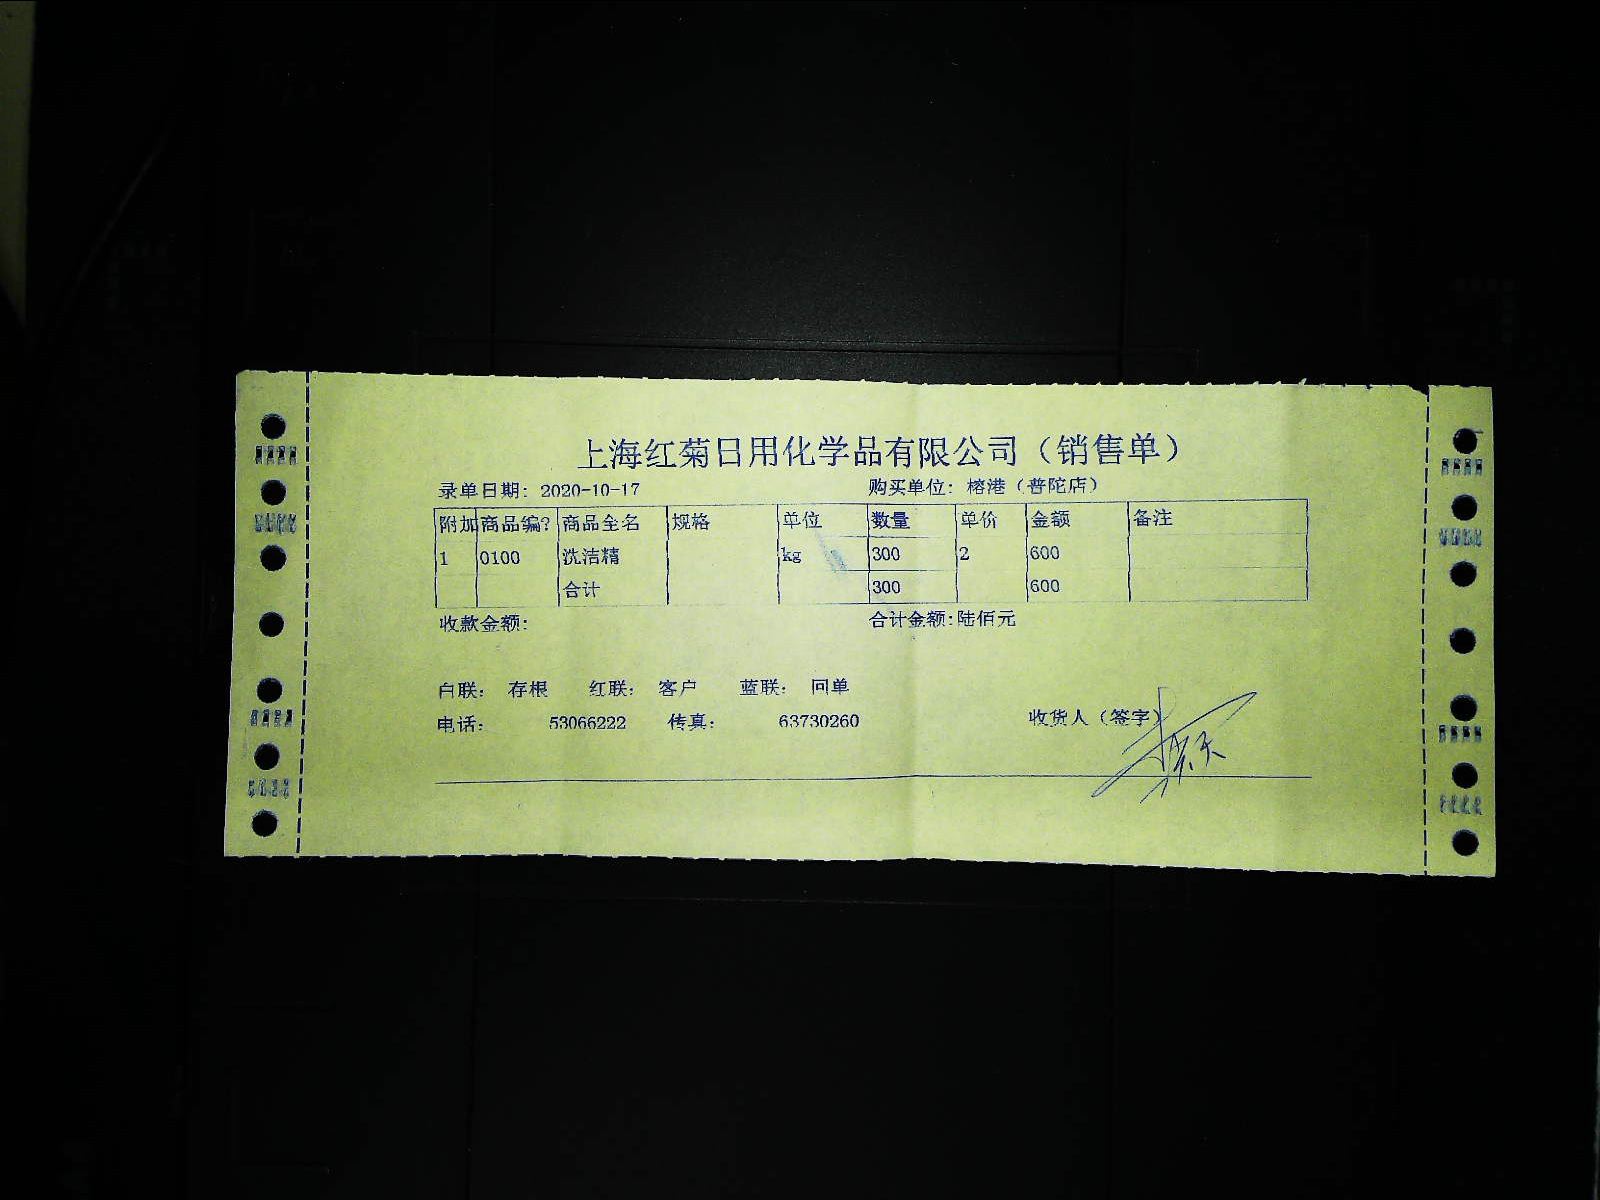 上海红菊日用化学品有限公司（销售单）
录单日期: 2020-10-17 购买单位: 榕港（普陀店）
附加 商品编? 商品全名 规格 单位 数量 单价 金额 备注
1 0100 洗洁精 kg 300 2 600
合计 300 600
收款金额: 合计金额:陆佰元
白联: 存根 红联: 客户 蓝联: 回单
电话: 53066222 传真: 63730260 收货人（签字）